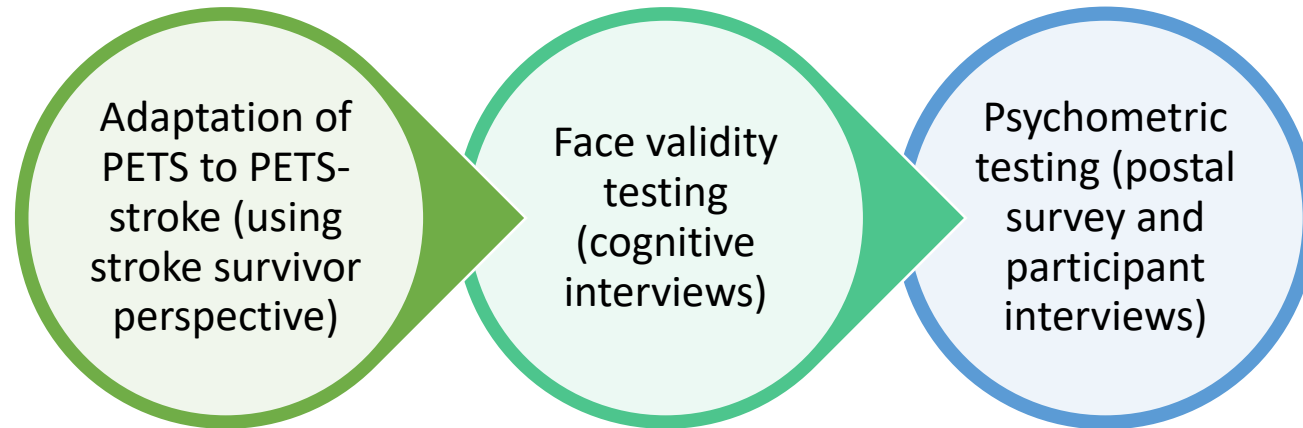 Adaptation of
PETS to PETS-
stroke (using
stroke survivor
perspective)
Face validity
testing
(cognitive
interviews)
Psychometric
testing (postal
survey and
participant
interviews)